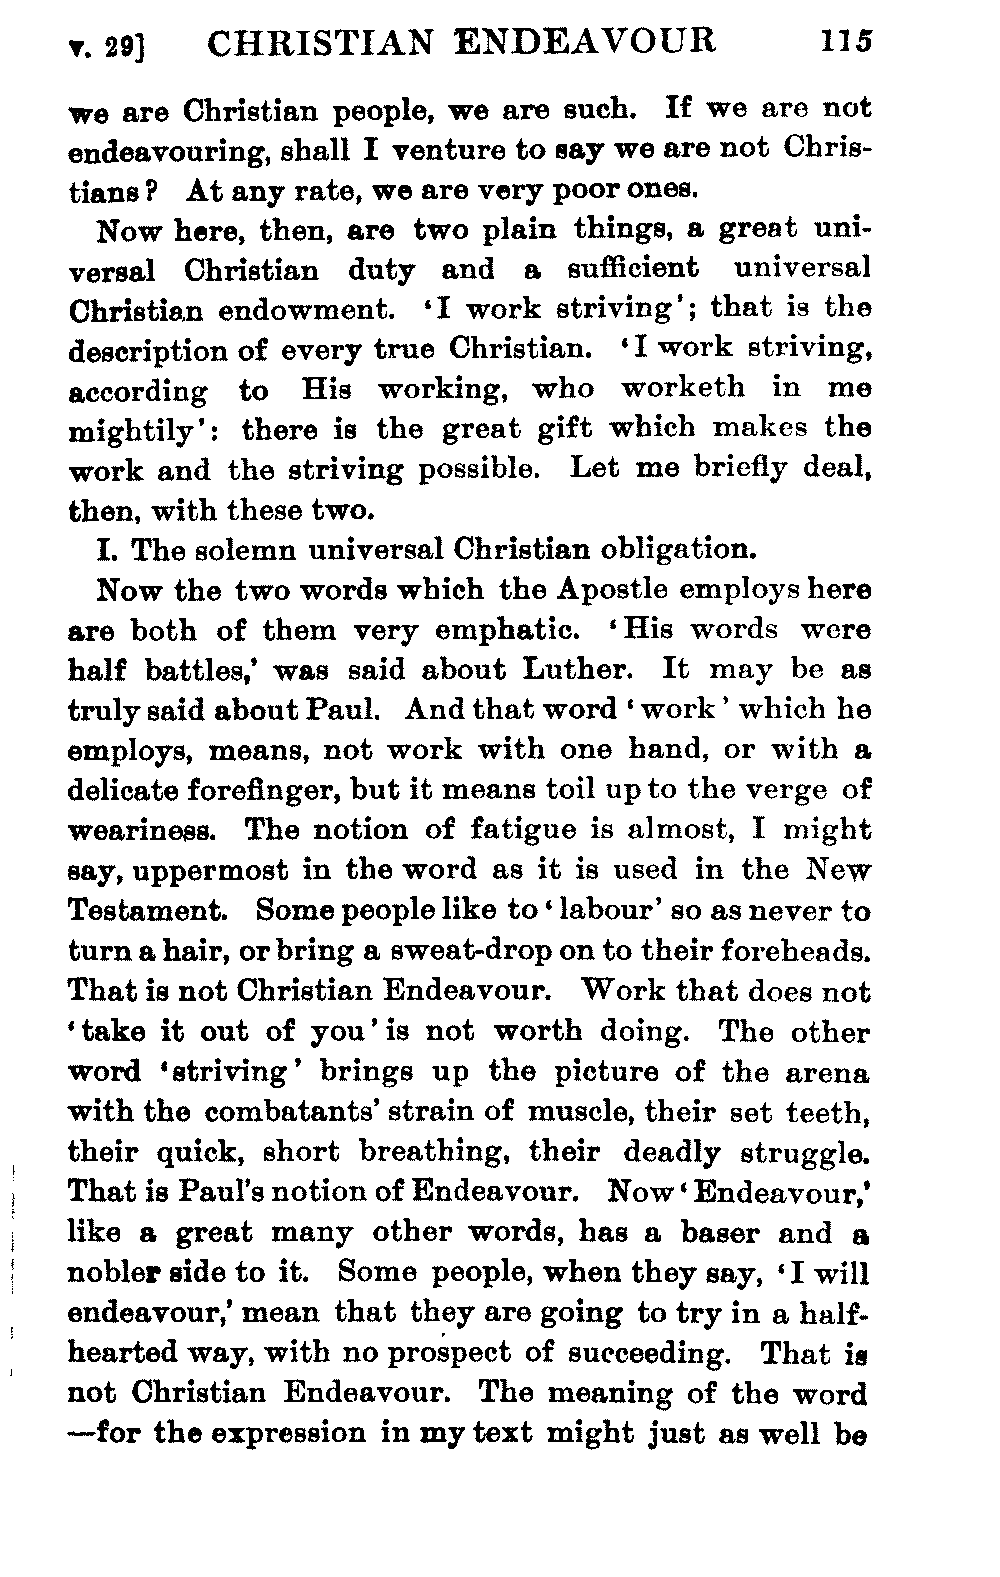 v. 29] CHRISTIAN ENDEAVOUR 115
we are Christian people, we are such. If we are not
endeavouring, shall I venture to say we are not Chris-
tians? At any rate, we are very poor ones.
Now here, then, are two plain things, a great uni-
versal Christian duty and a sufficient universal
Christian endowment. ‘I work striving’; that is the
description of every true Christian. ‘I work striving,
according to His working, who worketh in me
mightily’: there is the great gift which makes the
work and the striving possible. Let me briefly deal,
then, with these two.
I. The solemn universal Christian obligation.
Now the two words which the Apostle employs here
are both of them very emphatic. ‘His words were
half battles,’ was said about Luther. It may be as
truly said about Paul. And that word ‘work’ which he
employs, means, not work with one hand, or with a
delicate forefinger, but it means toil up to the verge of
weariness. The notion of fatigue is almost, I might
say, uppermost in the word as it is used in the New
Testament. Some people like to ‘labour’ so as never to
turn a hair, or bring a sweat-drop on to their foreheads.
That is not Christian Endeavour. Work that does not
‘take it out of you’ is not worth doing. The other
word ‘striving’ brings up the picture of the arena
with the combatants’ strain of muscle, their set teeth,
their quick, short breathing, their deadly struggle.
That is Paul’s notion of Endeavour. Now ‘Endeavour,’
like a great many other words, has a baser and a
nobler side to it. Some people, when they say, ‘I will
endeavour,’ mean that they are going to try in a half-
hearted way, with no prospect of succeeding. That is
not Christian Endeavour. The meaning of the word
—for the expression in my text might just as well be